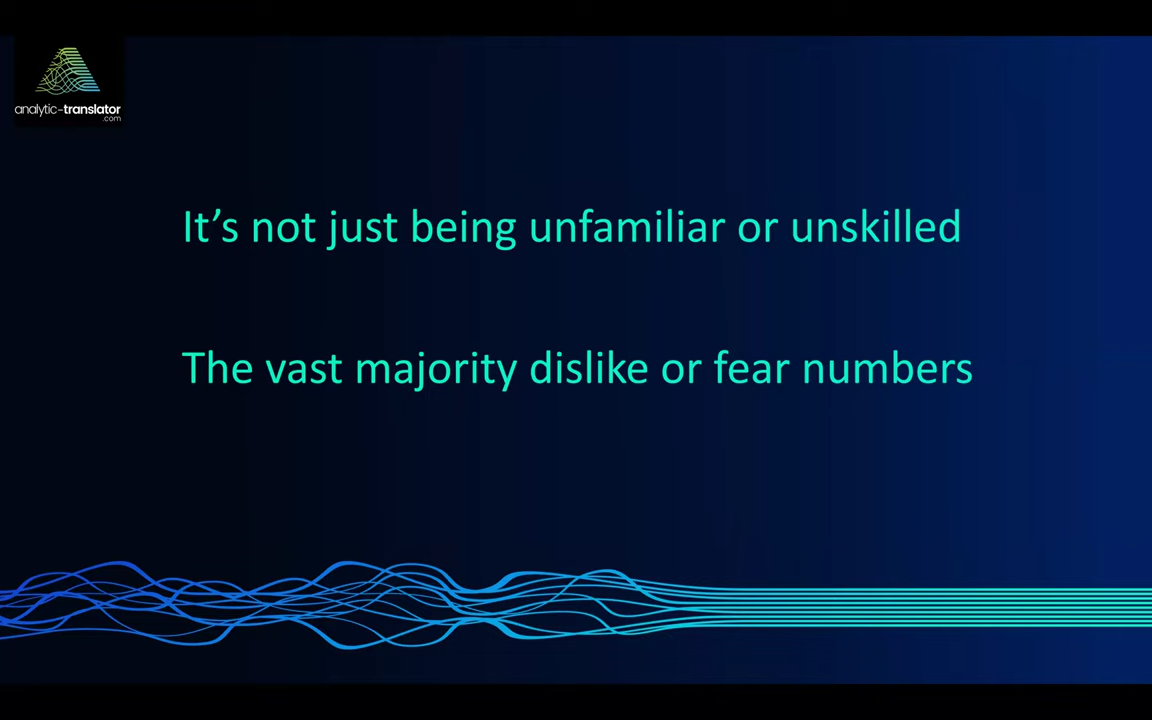 analytic-translator
.com
It’s not just being unfamiliar or unskilled
The vast majority dislike or fear numbers